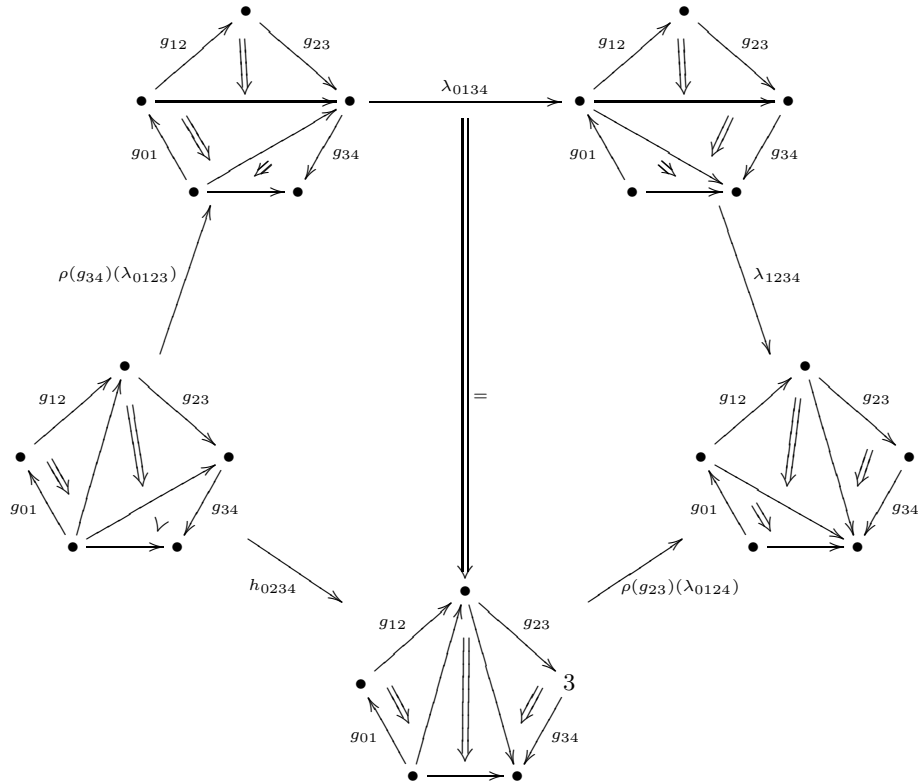 g₁₂ g₂₃ g₁₂ g₂₃
λ₀₁₃₄
g₀₁ g₃₄ g₀₁ g₃₄
ρ(g₃₄)(λ₀₁₂₃) λ₁₂₃₄
g₁₂ g₂₃ = g₁₂ g₂₃
g₀₁ g₃₄ g₀₁ g₃₄
h₀₂₃₄ ρ(g₂₃)(λ₀₁₂₄)
g₁₂ g₂₃
3
g₀₁ g₃₄